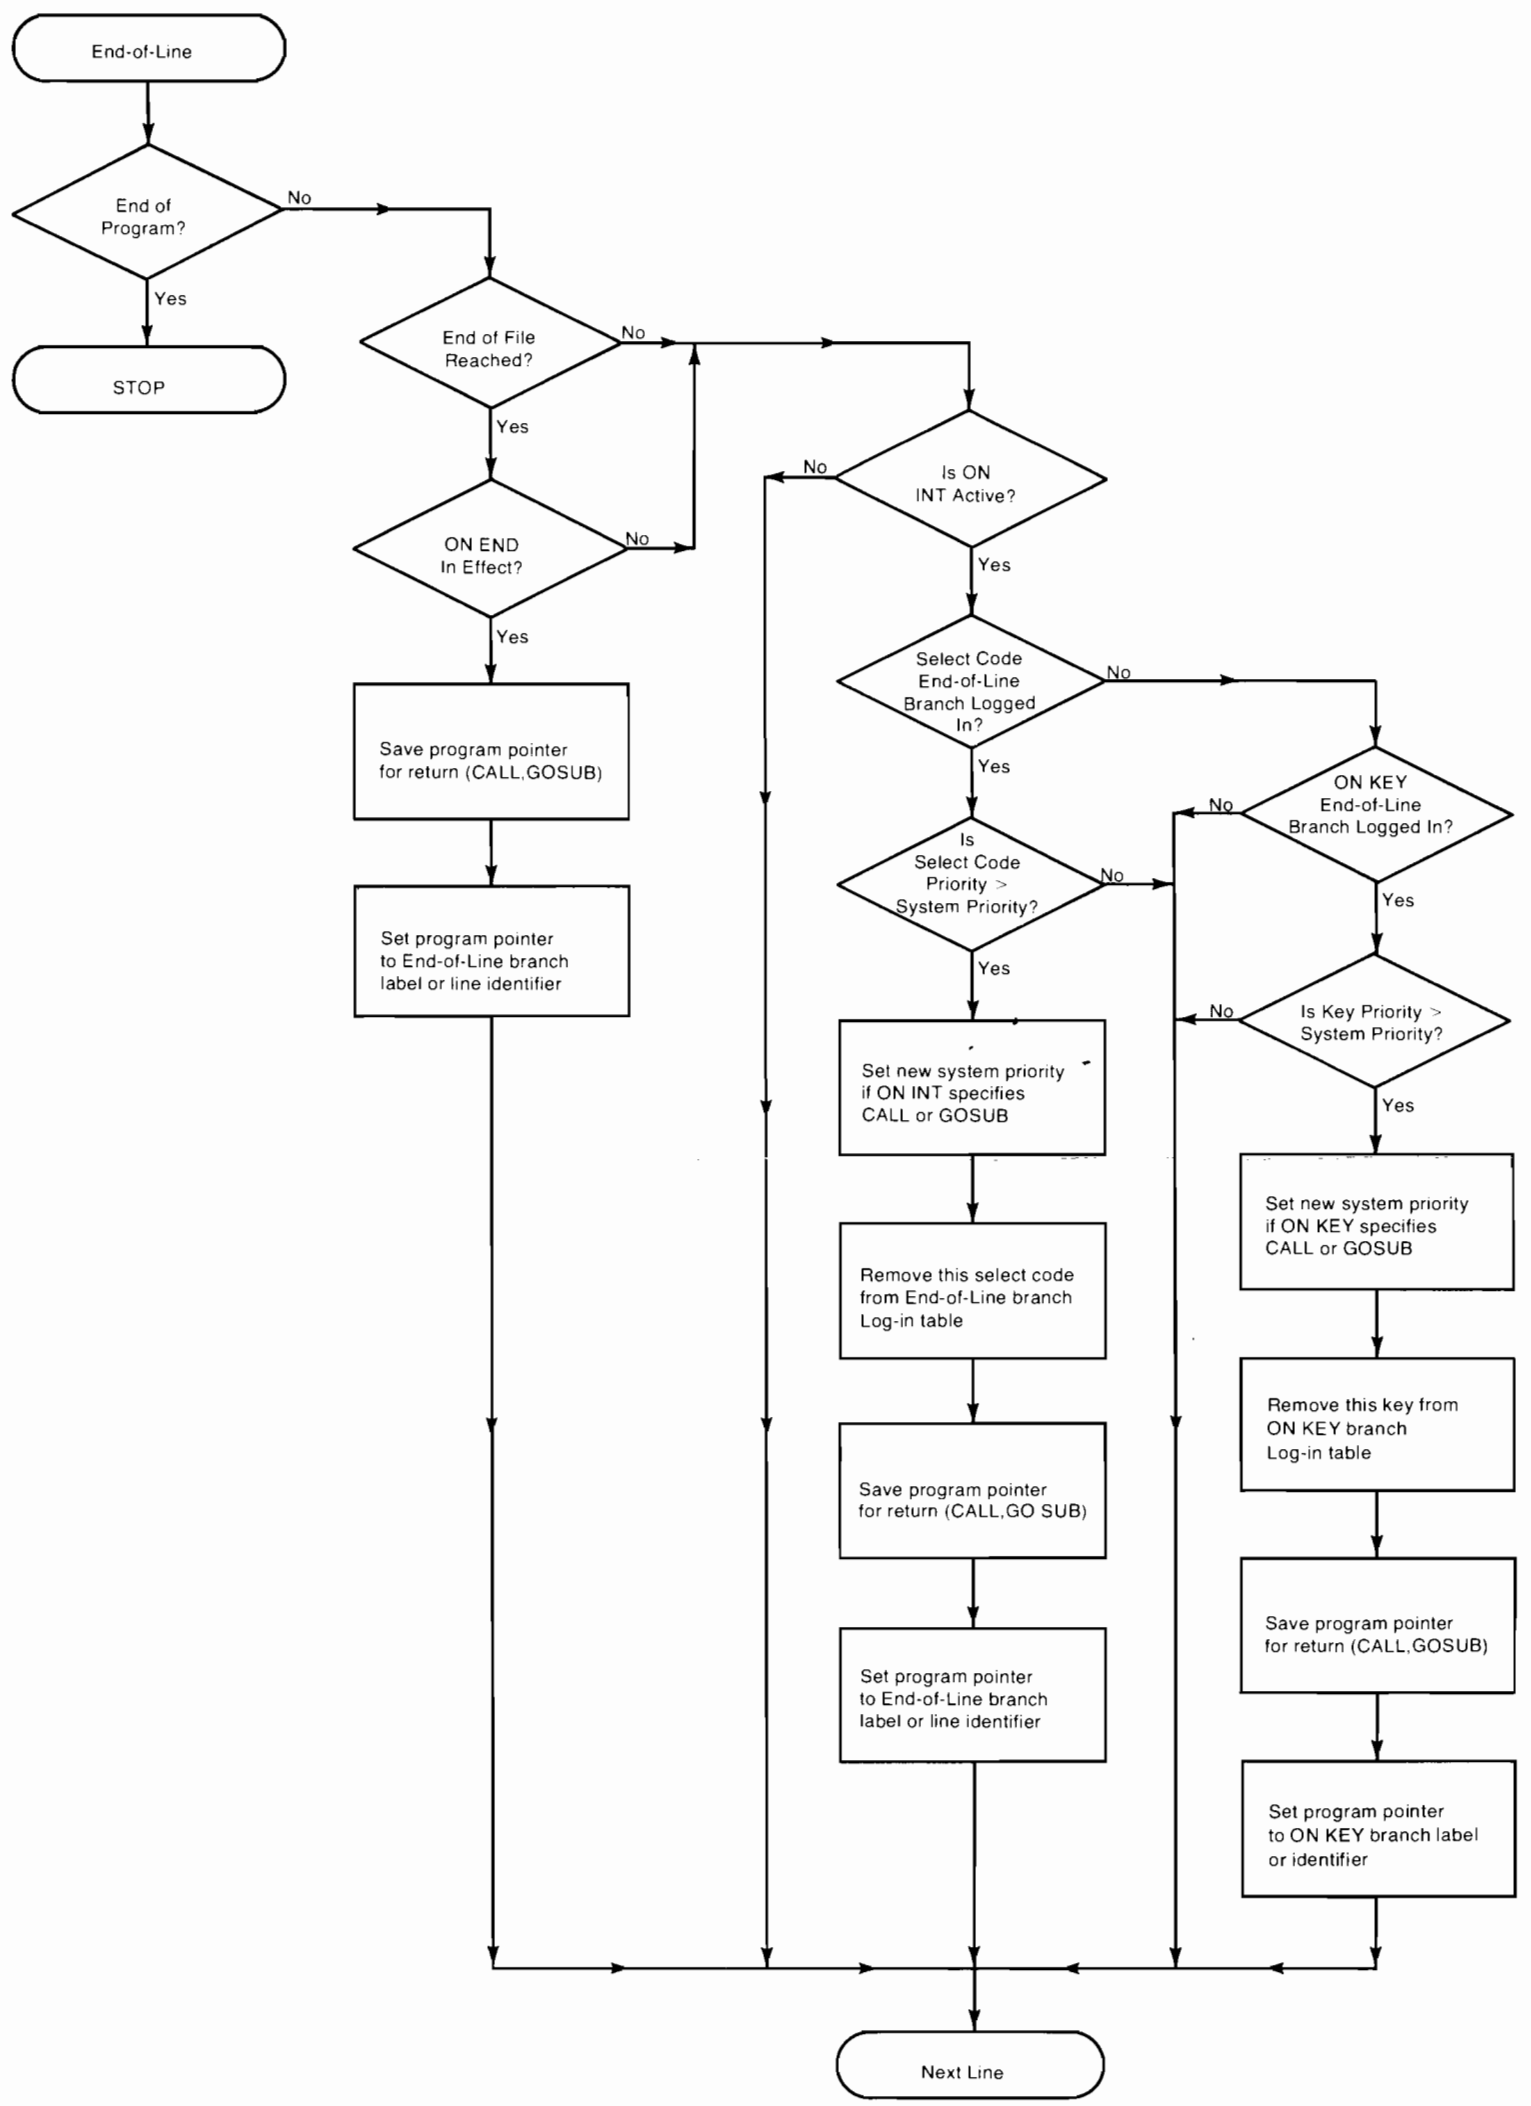 End-of-Line
End of
Program?
No
Yes
STOP
End of File
Reached?
No
Yes
ON END
In Effect?
No
Yes
Save program pointer
for return (CALL,GOSUB)
Set program pointer
to End-of-Line branch
label or line identifier
Is ON
INT Active?
No
Yes
Select Code
End-of-Line
Branch Logged
In?
No
Yes
Is
Select Code
Priority >
System Priority?
No
Yes
Set new system priority
if ON INT specifies
CALL or GOSUB
Remove this select code
from End-of-Line branch
Log-in table
Save program pointer
for return (CALL,GO SUB)
Set program pointer
to End-of-Line branch
label or line identifier
ON KEY
End-of-Line
Branch Logged In?
No
Yes
Is Key Priority >
System Priority?
No
Yes
Set new system priority
if ON KEY specifies
CALL or GOSUB
Remove this key from
ON KEY branch
Log-in table
Save program pointer
for return (CALL,GOSUB)
Set program pointer
to ON KEY branch label
or identifier
Next Line